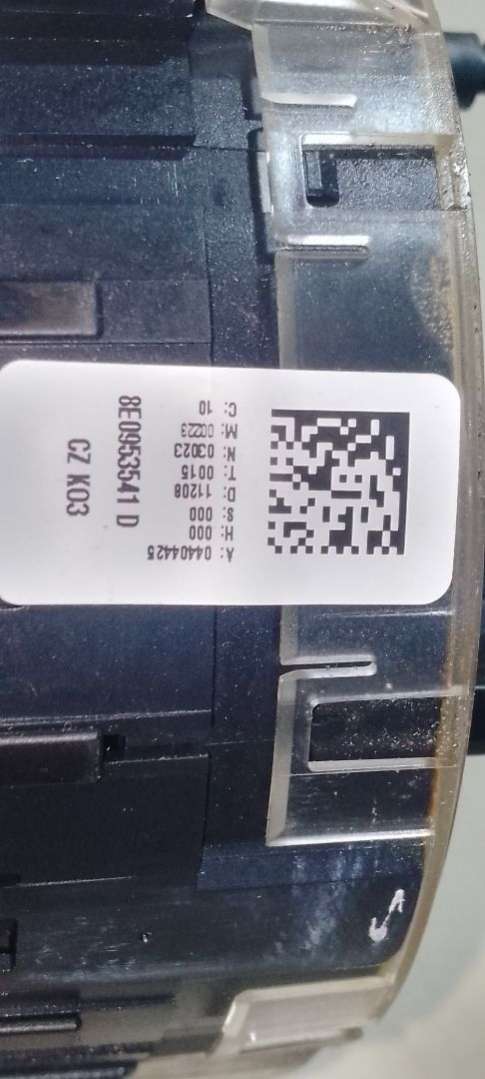 A: 04404425
H: 000
S: 000
D: 11208
T: 0015
N: 03023
M: 00223
C: 10
8E0953541 D
CZ K03